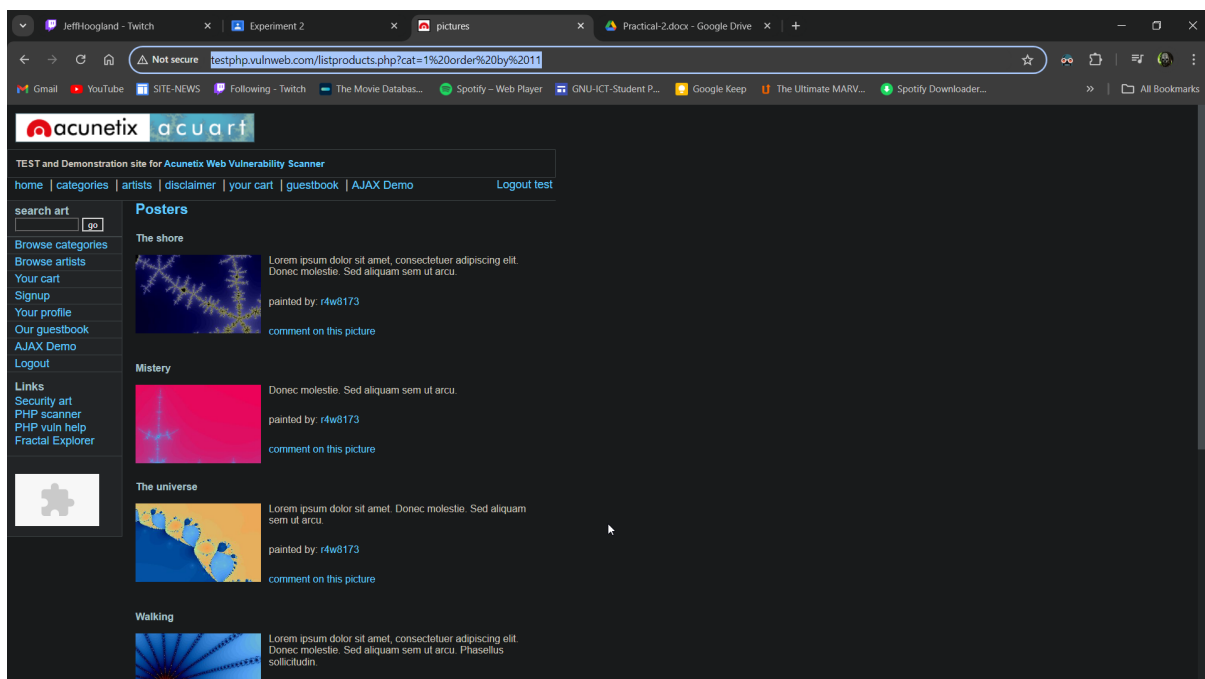 JeffHoogland - Twitch
Experiment 2
pictures
Practical-2.docx - Google Drive
Not secure testphp.vulnweb.com/listproducts.php?cat=1%20order%20by%2011
Gmail YouTube SITE-NEWS Following - Twitch The Movie Databas... Spotify – Web Player GNU-ICT-Student P... Google Keep The Ultimate MARV... Spotify Downloader... » All Bookmarks
acunetix acuart
TEST and Demonstration site for Acunetix Web Vulnerability Scanner
home | categories | artists | disclaimer | your cart | guestbook | AJAX Demo Logout test
search art
go
Browse categories
Browse artists
Your cart
Signup
Your profile
Our guestbook
AJAX Demo
Logout
Links
Security art
PHP scanner
PHP vuln help
Fractal Explorer
Posters
The shore
Lorem ipsum dolor sit amet, consectetuer adipiscing elit.
Donec molestie. Sed aliquam sem ut arcu.
painted by: r4w8173
comment on this picture
Mistery
Donec molestie. Sed aliquam sem ut arcu.
painted by: r4w8173
comment on this picture
The universe
Lorem ipsum dolor sit amet. Donec molestie. Sed aliquam
sem ut arcu.
painted by: r4w8173
comment on this picture
Walking
Lorem ipsum dolor sit amet, consectetuer adipiscing elit.
Donec molestie. Sed aliquam sem ut arcu. Phasellus
sollicitudin.